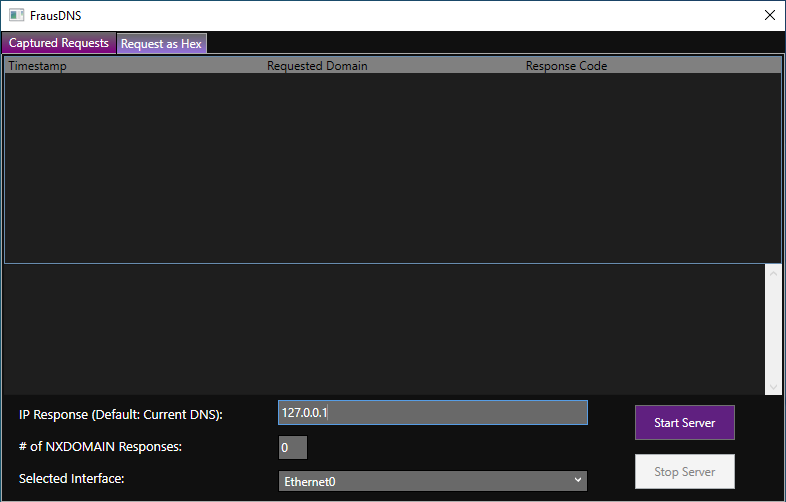 FrausDNS
Captured Requests Request as Hex
Timestamp Requested Domain Response Code
IP Response (Default: Current DNS): 127.0.0.1
Start Server
# of NXDOMAIN Responses: 0
Stop Server
Selected Interface: Ethernet0